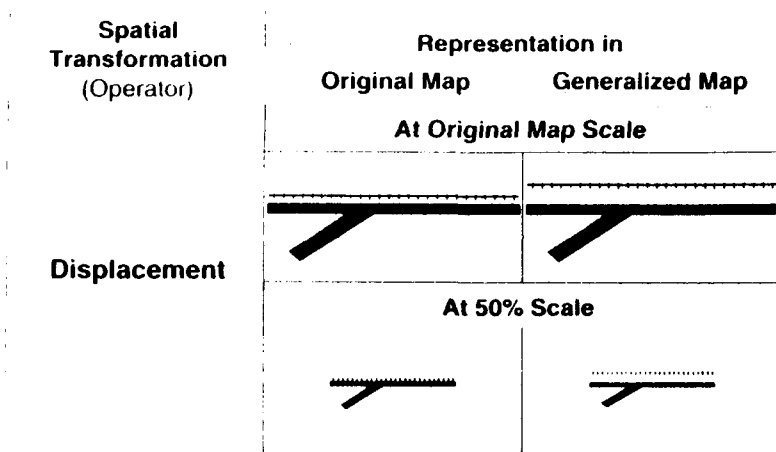 Spatial
Transformation
(Operator)
Representation in
Original Map Generalized Map
At Original Map Scale
Displacement
At 50% Scale